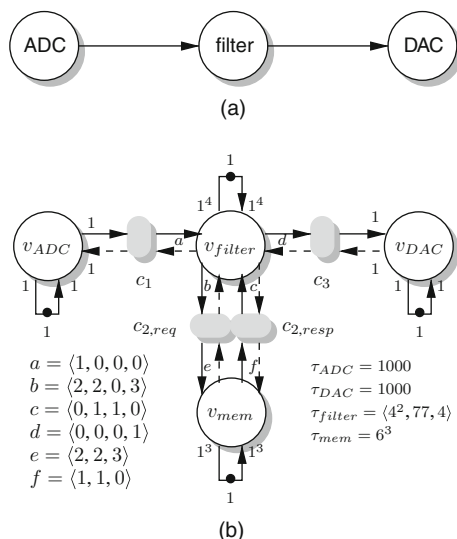 ADC filter DAC
(a)
1
1⁴ 1⁴
1 a d 1
v_ADC v_filter v_DAC
1 c₁ b c c₃ 1
1 1 1 1
1 c₂,req c₂,resp 1
a = ⟨1, 0, 0, 0⟩
b = ⟨2, 2, 0, 3⟩
c = ⟨0, 1, 1, 0⟩
d = ⟨0, 0, 0, 1⟩
e = ⟨2, 2, 3⟩
f = ⟨1, 1, 0⟩
e f
v_mem
1³ 1³
1
τ_ADC = 1000
τ_DAC = 1000
τ_filter = ⟨4², 77, 4⟩
τ_mem = 6³
(b)